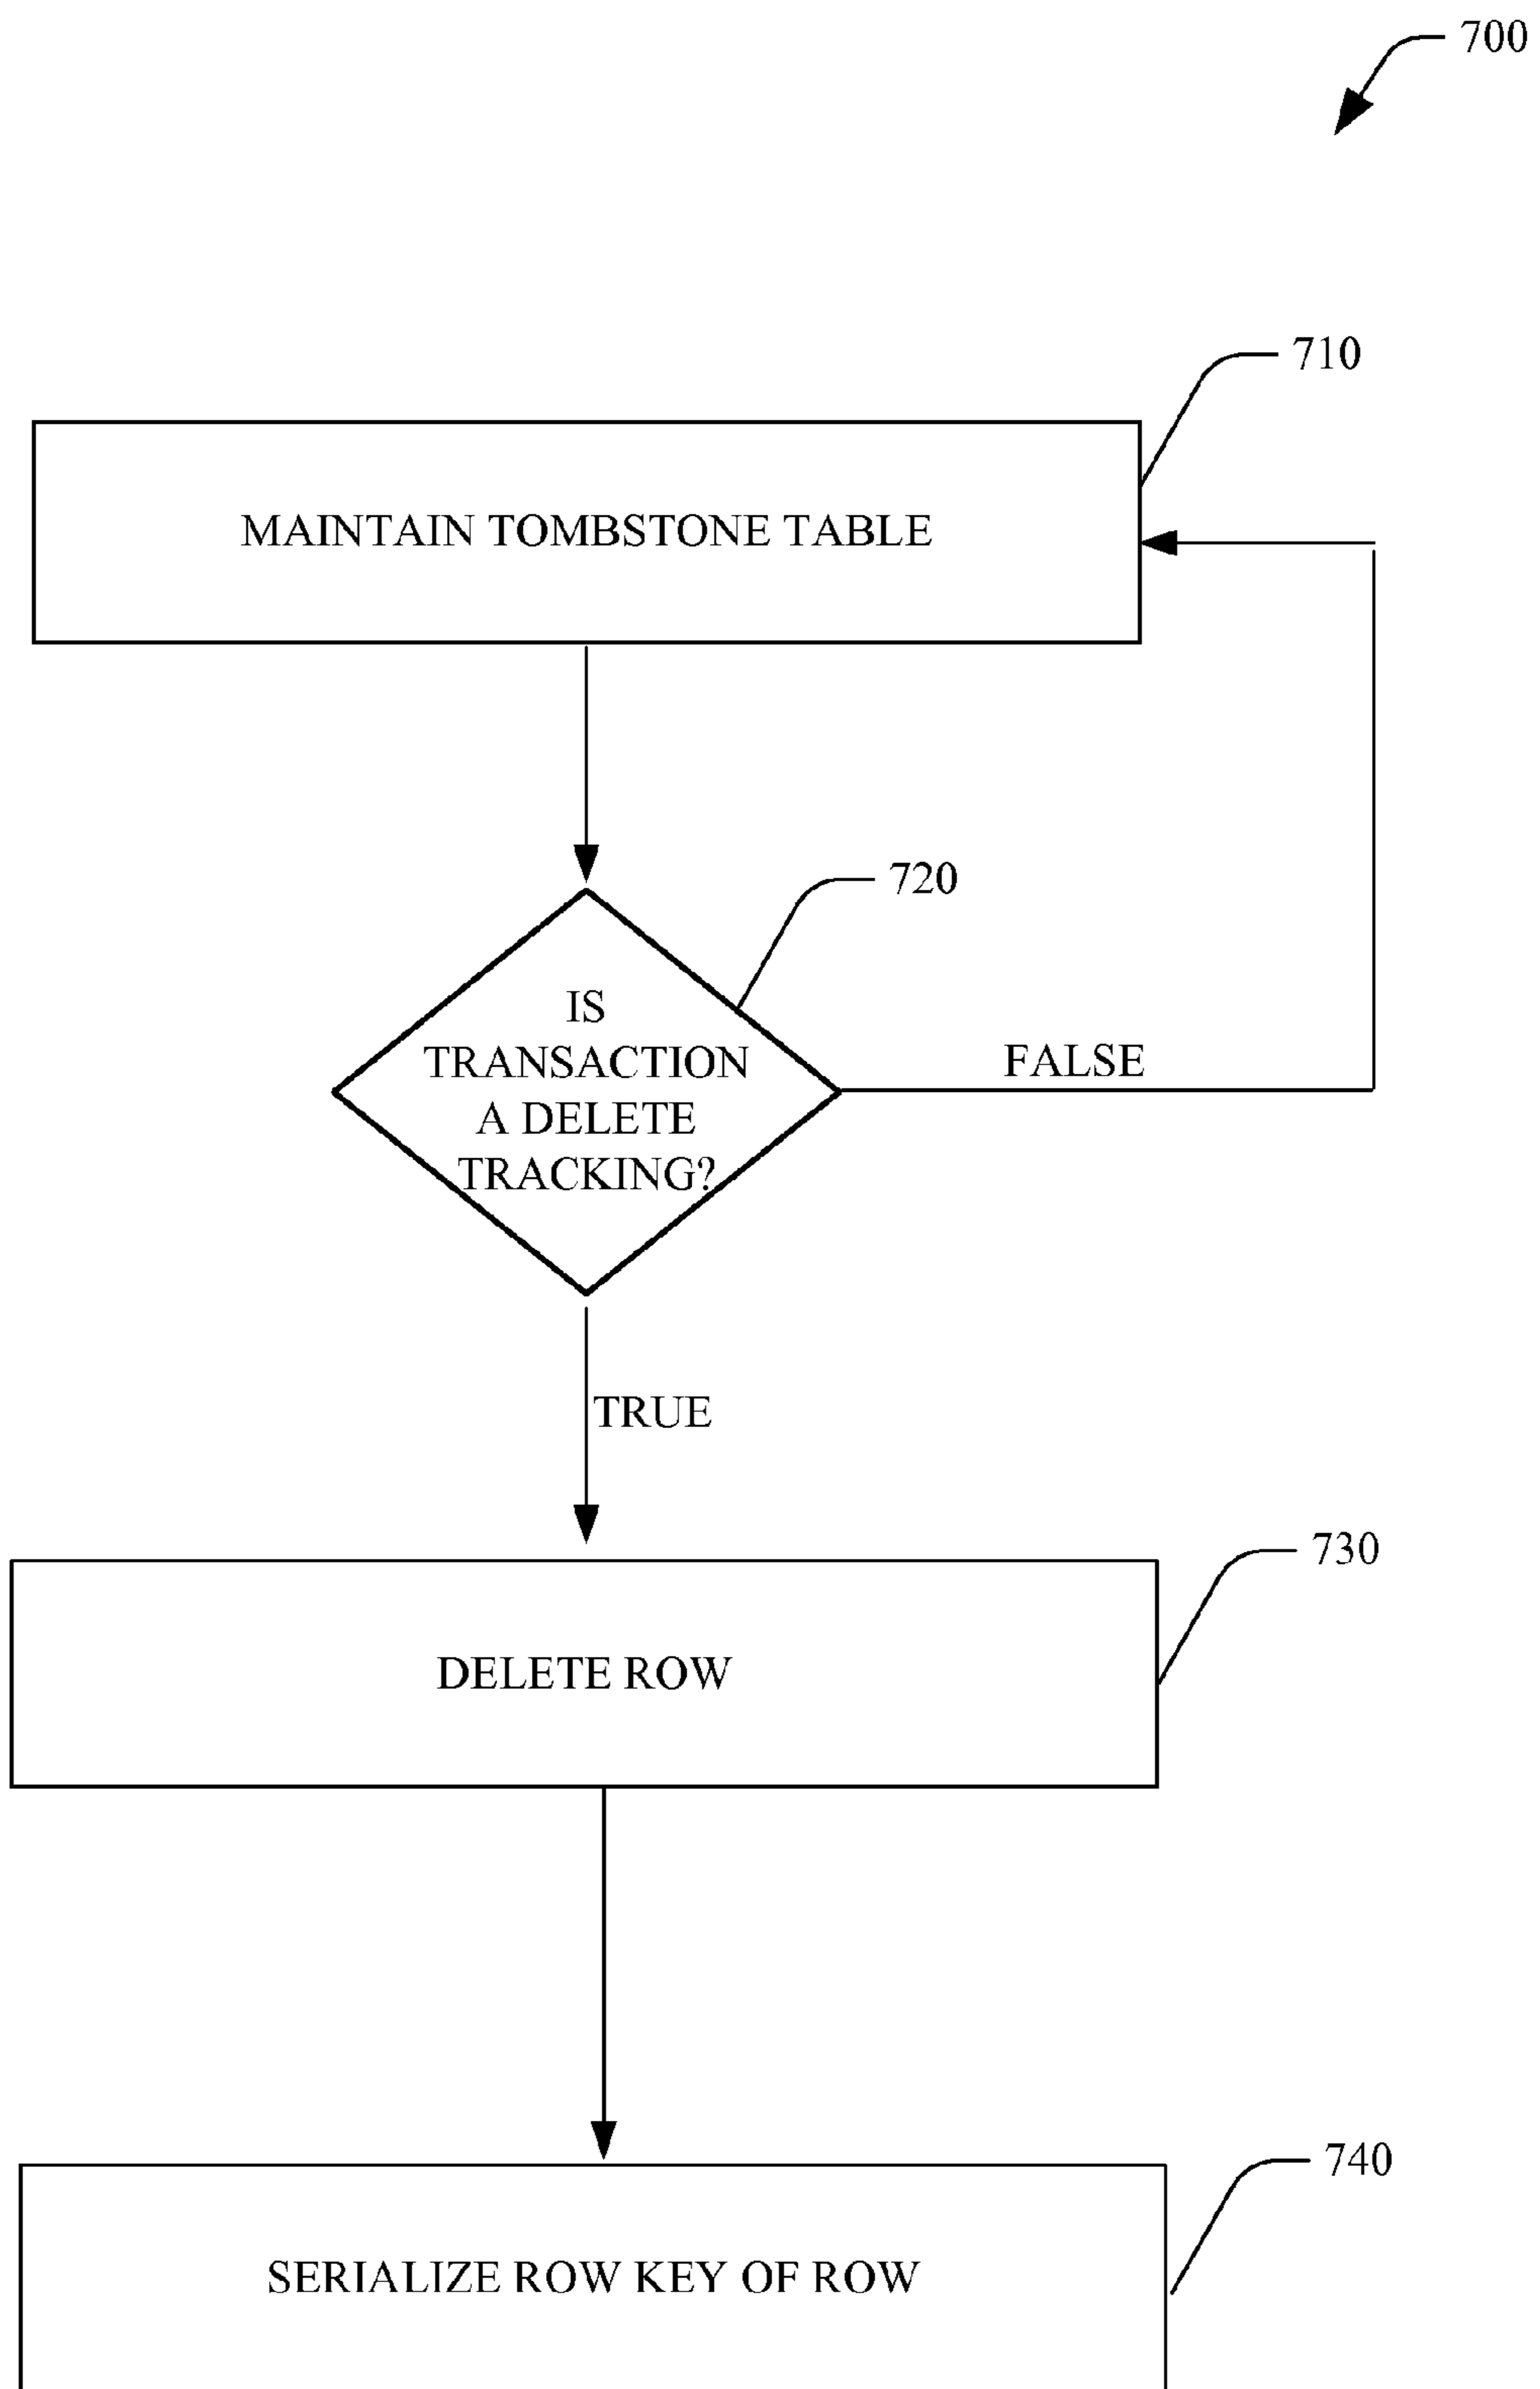 700
710
MAINTAIN TOMBSTONE TABLE
720
IS
TRANSACTION
A DELETE
TRACKING?
FALSE
TRUE
730
DELETE ROW
740
SERIALIZE ROW KEY OF ROW